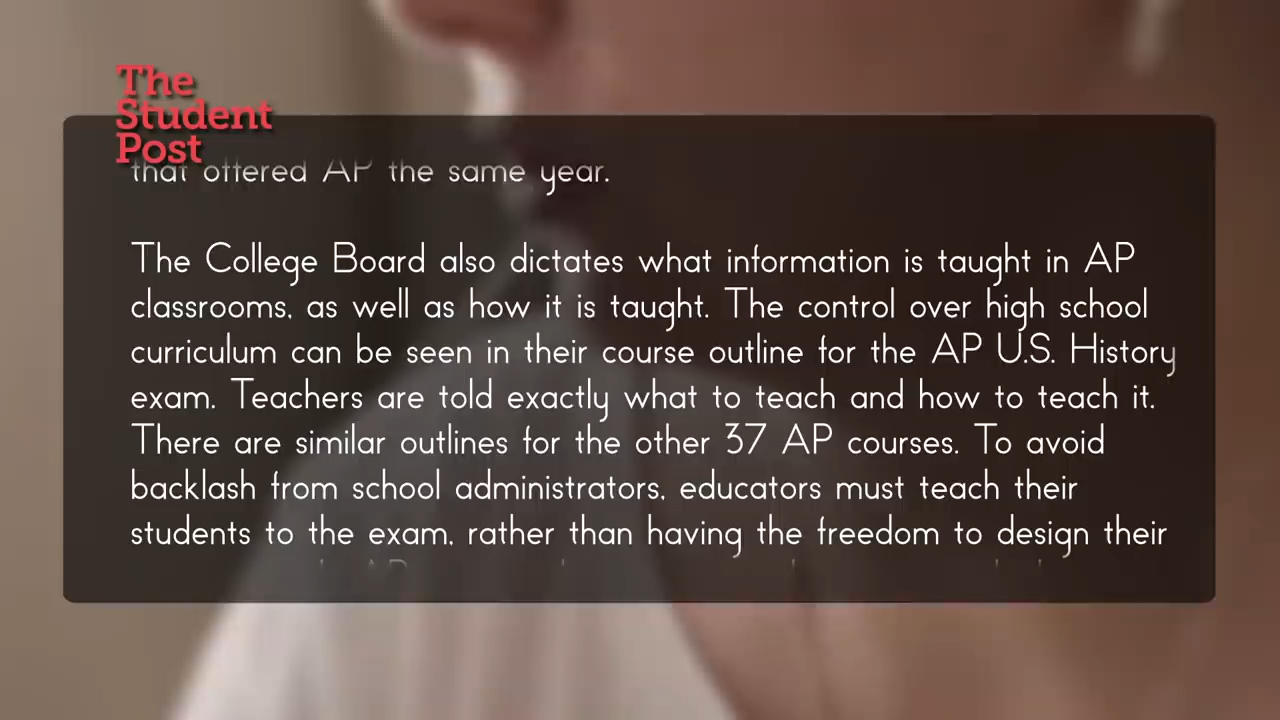 The
Student
Post
that offered AP the same year.
The College Board also dictates what information is taught in AP
classrooms, as well as how it is taught. The control over high school
curriculum can be seen in their course outline for the AP U.S. History
exam. Teachers are told exactly what to teach and how to teach it.
There are similar outlines for the other 37 AP courses. To avoid
backlash from school administrators, educators must teach their
students to the exam, rather than having the freedom to design their